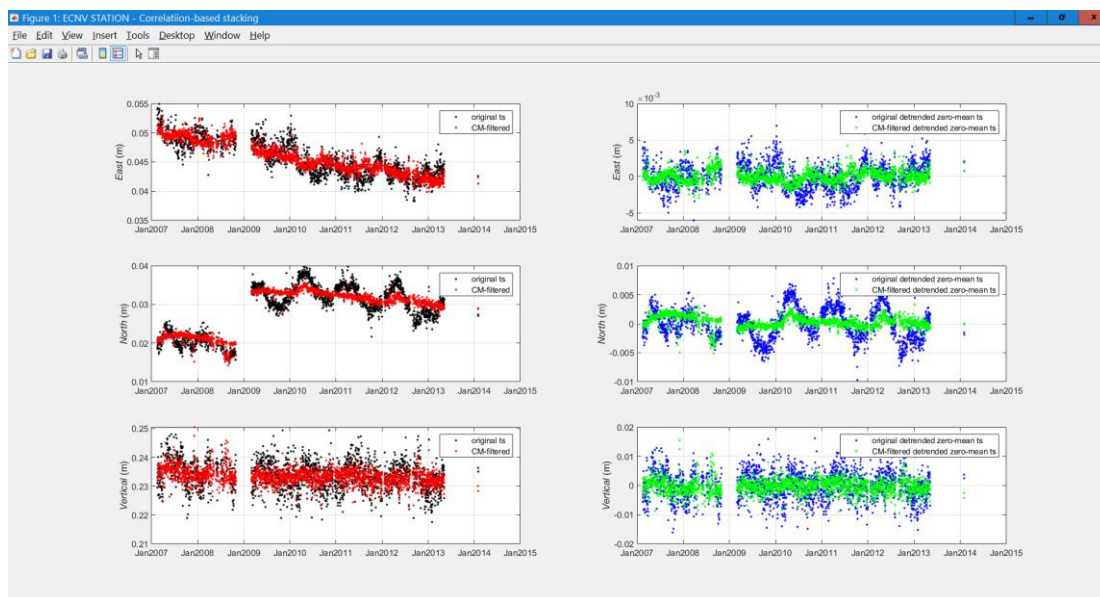 Figure 1: ECNV STATION - Correlatiion-based stacking
File Edit View Insert Tools Desktop Window Help
0.055
0.05
0.045
0.04
0.035
East (m)
original ts
CM-filtered
Jan2007 Jan2008 Jan2009 Jan2010 Jan2011 Jan2012 Jan2013 Jan2014 Jan2015
× 10-3
10
5
0
-5
East (m)
original detrended zero-mean ts
CM-filtered detrended zero-mean ts
Jan2007 Jan2008 Jan2009 Jan2010 Jan2011 Jan2012 Jan2013 Jan2014 Jan2015
0.04
0.03
0.02
0.01
North (m)
original ts
CM-filtered
Jan2007 Jan2008 Jan2009 Jan2010 Jan2011 Jan2012 Jan2013 Jan2014 Jan2015
0.01
0.005
0
-0.005
-0.01
North (m)
original detrended zero-mean ts
CM-filtered detrended zero-mean ts
Jan2007 Jan2008 Jan2009 Jan2010 Jan2011 Jan2012 Jan2013 Jan2014 Jan2015
0.25
0.24
0.23
0.22
0.21
Vertical (m)
original ts
CM-filtered
Jan2007 Jan2008 Jan2009 Jan2010 Jan2011 Jan2012 Jan2013 Jan2014 Jan2015
0.02
0.01
0
-0.01
-0.02
Vertical (m)
original detrended zero-mean ts
CM-filtered detrended zero-mean ts
Jan2007 Jan2008 Jan2009 Jan2010 Jan2011 Jan2012 Jan2013 Jan2014 Jan2015